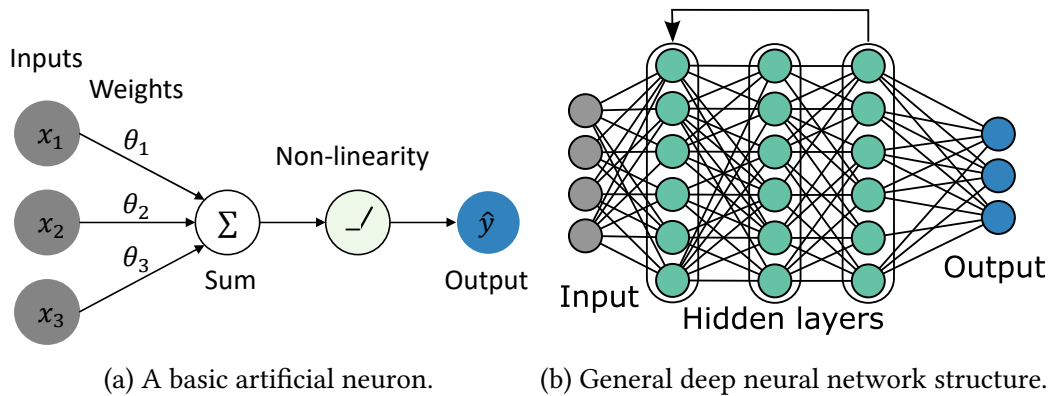 Inputs
Weights
x₁
θ₁
Non-linearity
x₂
θ₂
Σ
ŷ
θ₃
Sum
Output
x₃
(a) A basic artificial neuron.
Input
Hidden layers
Output
(b) General deep neural network structure.